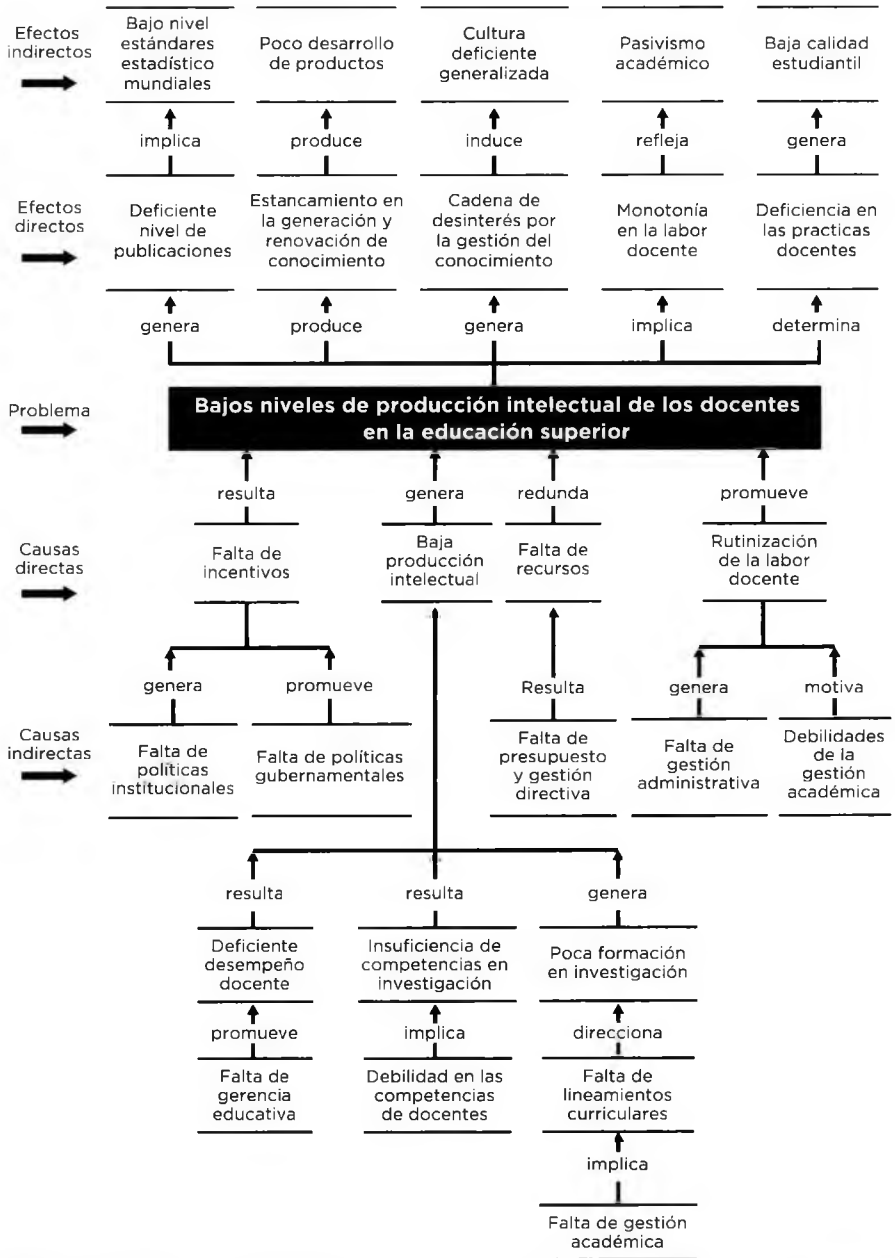 Efectos
indirectos
Bajo nivel
estándares
estadístico
mundiales
Poco desarrollo
de productos
Cultura
deficiente
generalizada
Pasivismo
académico
Baja calidad
estudiantil
implica
produce
induce
refleja
genera
Efectos
directos
Deficiente
nivel de
publicaciones
Estancamiento en
la generación y
renovación de
conocimiento
Cadena de
desinterés por
la gestión del
conocimiento
Monotonía
en la labor
docente
Deficiencia en
las practicas
docentes
genera
produce
genera
implica
determina
Problema
Bajos niveles de producción intelectual de los docentes
en la educación superior
resulta
genera
redunda
promueve
Causas
directas
Falta de
incentivos
Baja
producción
intelectual
Falta de
recursos
Rutinización
de la labor
docente
genera
promueve
Resulta
genera
motiva
Causas
indirectas
Falta de
políticas
institucionales
Falta de políticas
gubernamentales
Falta de
presupuesto
y gestión
directiva
Falta de
gestión
administrativa
Debilidades
de la
gestión
académica
resulta
resulta
genera
Deficiente
desempeño
docente
Insuficiencia de
competencias en
investigación
Poca formación
en investigación
promueve
implica
direcciona
Falta de
gerencia
educativa
Debilidad en las
competencias
de docentes
Falta de
lineamientos
curriculares
implica
Falta de gestión
académica